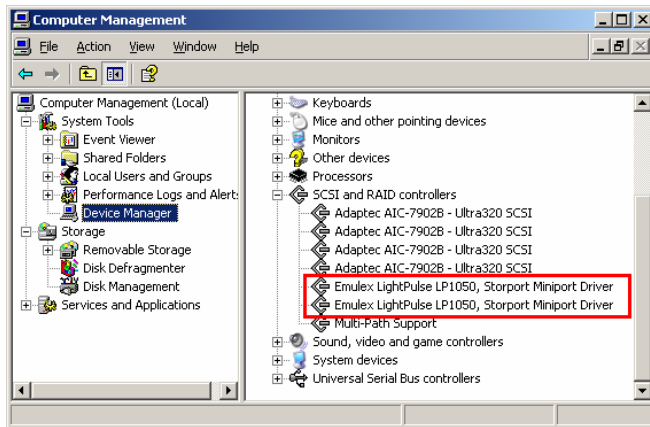 Computer Management
File Action View Window Help
Computer Management (Local)
System Tools
Event Viewer
Shared Folders
Local Users and Groups
Performance Logs and Alert
Device Manager
Storage
Removable Storage
Disk Defragmenter
Disk Management
Services and Applications
Keyboards
Mice and other pointing devices
Monitors
Other devices
Processors
SCSI and RAID controllers
Adaptec AIC-7902B - Ultra320 SCSI
Adaptec AIC-7902B - Ultra320 SCSI
Adaptec AIC-7902B - Ultra320 SCSI
Adaptec AIC-7902B - Ultra320 SCSI
Emulex LightPulse LP1050, Storport Miniport Driver
Emulex LightPulse LP1050, Storport Miniport Driver
Multi-Path Support
Sound, video and game controllers
System devices
Universal Serial Bus controllers